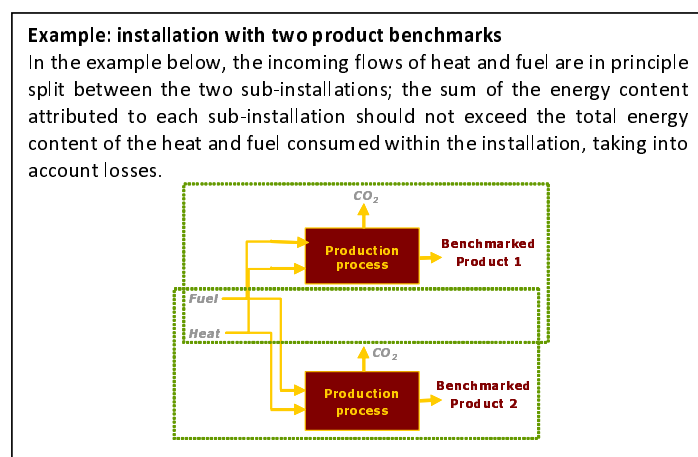 Example: installation with two product benchmarks
In the example below, the incoming flows of heat and fuel are in principle
split between the two sub-installations; the sum of the energy content
attributed to each sub-installation should not exceed the total energy
content of the heat and fuel consumed within the installation, taking into
account losses.
CO2
Production
process
Benchmarked
Product 1
Fuel
Heat
CO2
Production
process
Benchmarked
Product 2